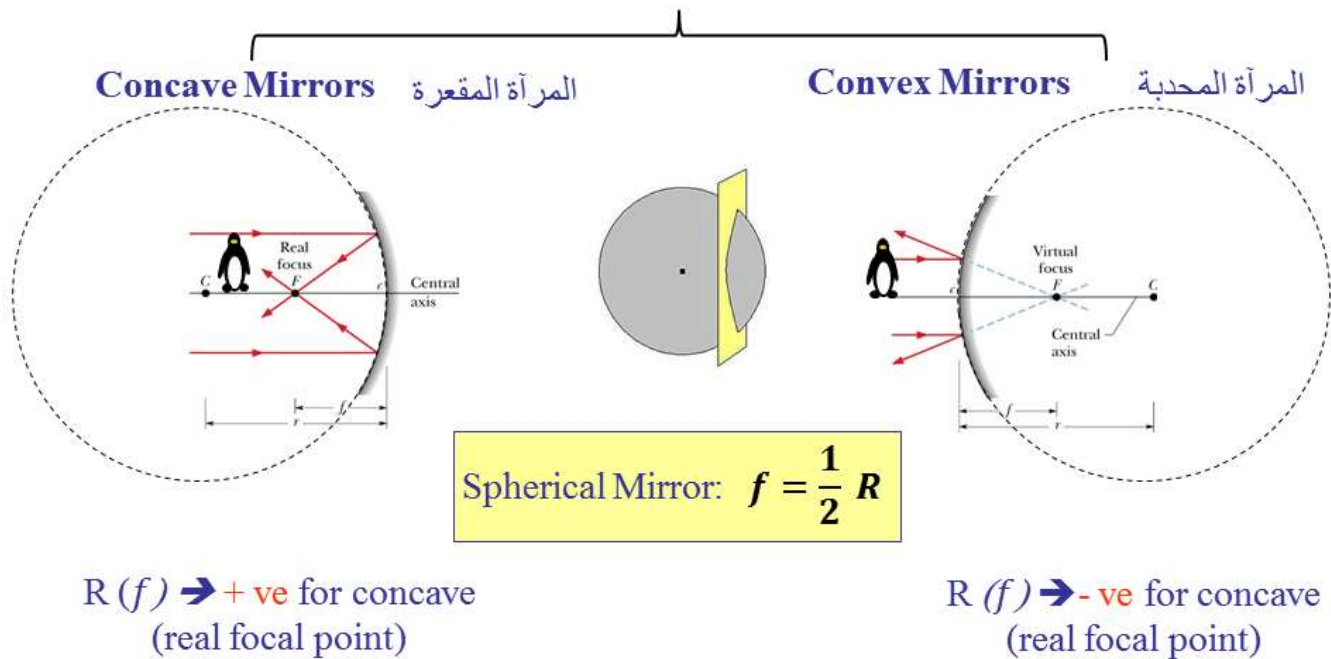 Concave Mirrors المرآة المقعرة
Convex Mirrors المرآة المحدبة
Real
focus
C
F
c
Central
axis
f
r
Virtual
focus
c
F
C
Central
axis
f
r
Spherical Mirror: f = 1/2 R
R (f) ➔ + ve for concave
(real focal point)
R (f) ➔ - ve for concave
(real focal point)